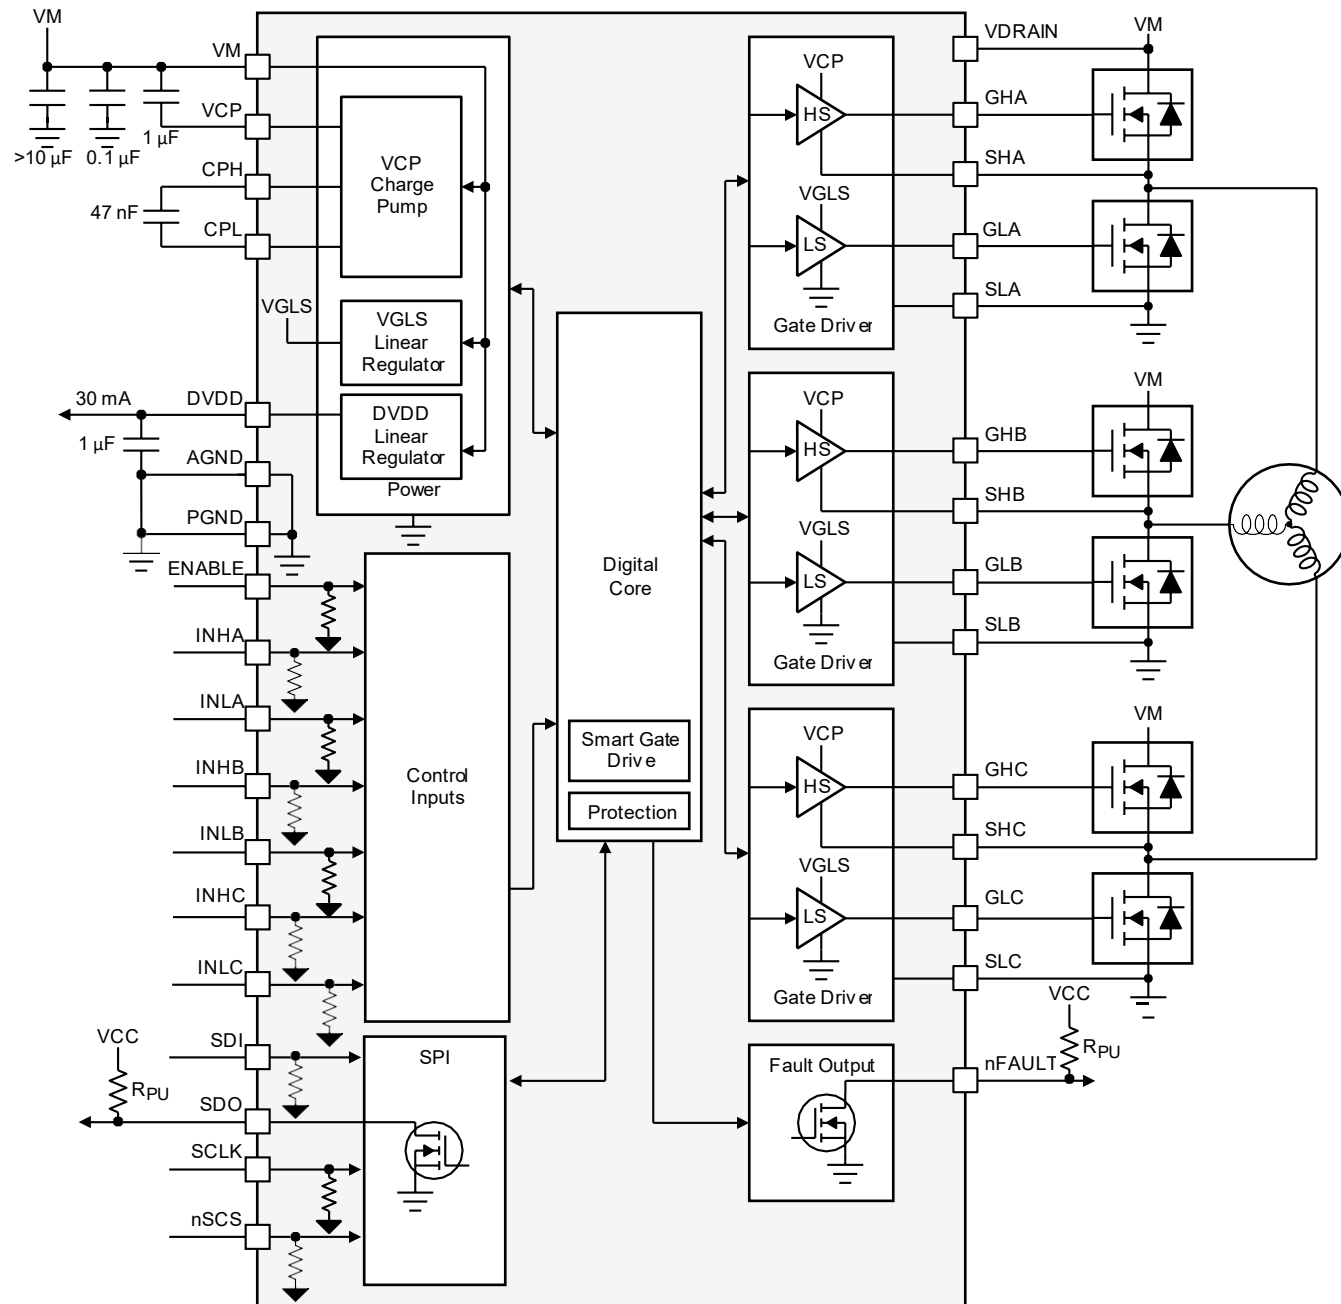 VM
VM
VCP
>10 µF
0.1 µF
1 µF
CPH
47 nF
CPL
VCP
Charge
Pump
VGLS
VGLS
Linear
Regulator
30 mA
DVDD
1 µF
DVDD
Linear
Regulator
Power
AGND
PGND
ENABLE
INHA
INLA
INHB
INLB
INHC
INLC
Control
Inputs
VCC
RPU
SDI
SDO
SCLK
nSCS
SPI
Digital
Core
Smart Gate
Drive
Protection
VCP
HS
VGLS
LS
Gate Driver
VCP
HS
VGLS
LS
Gate Driver
VCP
HS
VGLS
LS
Gate Driver
Fault Output
VDRAIN
VM
GHA
SHA
GLA
SLA
VM
GHB
SHB
GLB
SLB
VM
GHC
SHC
GLC
SLC
VCC
RPU
nFAULT